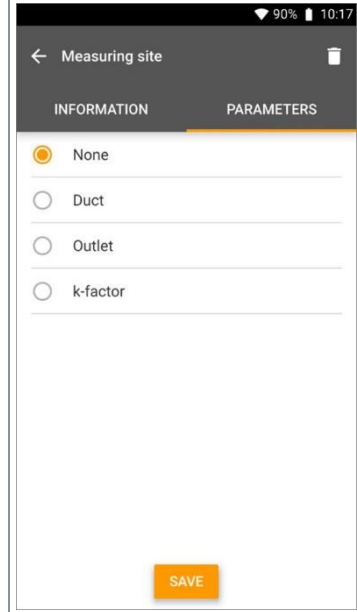 90% 10:17
Measuring site
INFORMATION PARAMETERS
None
Duct
Outlet
k-factor
SAVE